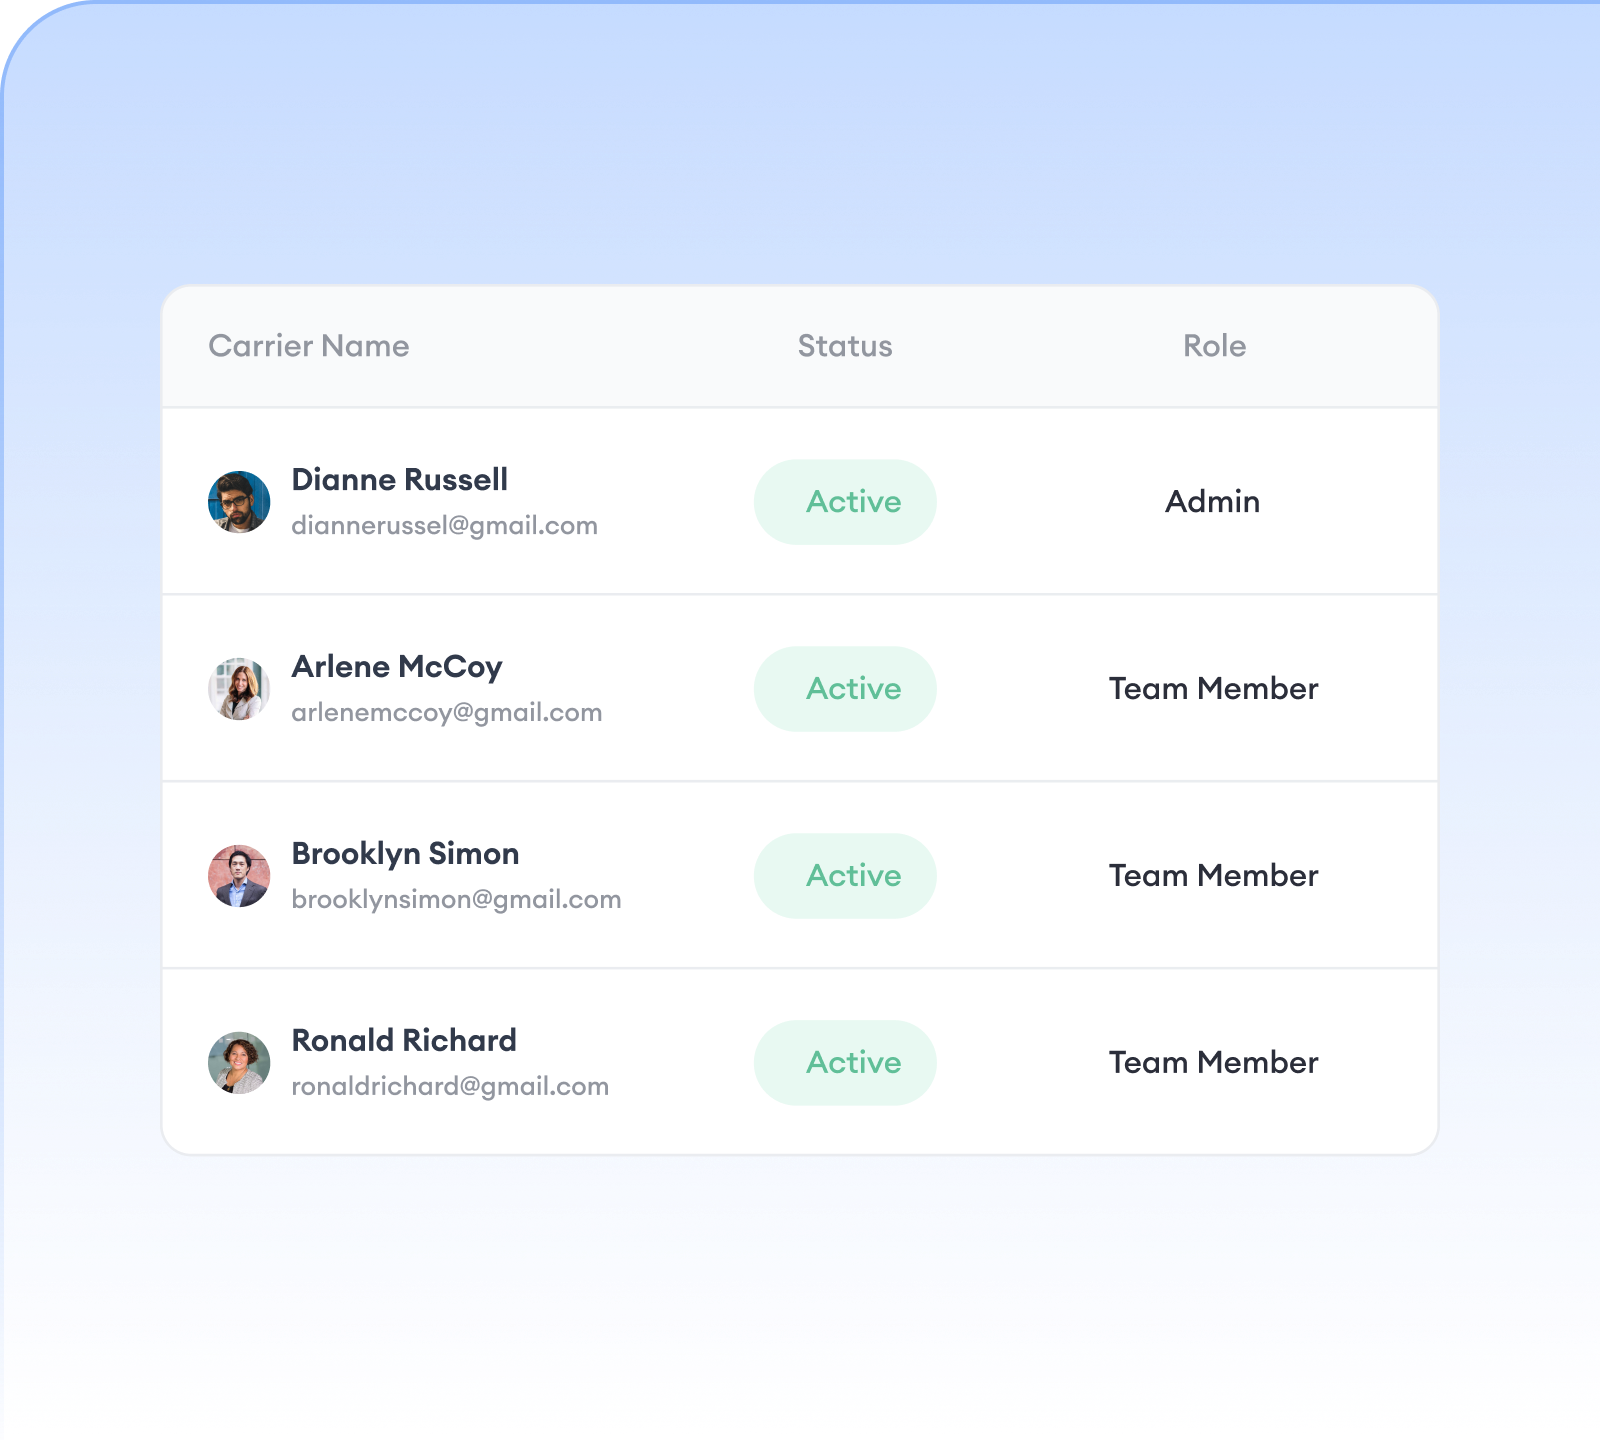 Carrier Name Status Role
Dianne Russell
diannerussel@gmail.com
Active
Admin
Arlene McCoy
arlenemccoy@gmail.com
Active
Team Member
Brooklyn Simon
brooklynsimon@gmail.com
Active
Team Member
Ronald Richard
ronaldrichard@gmail.com
Active
Team Member